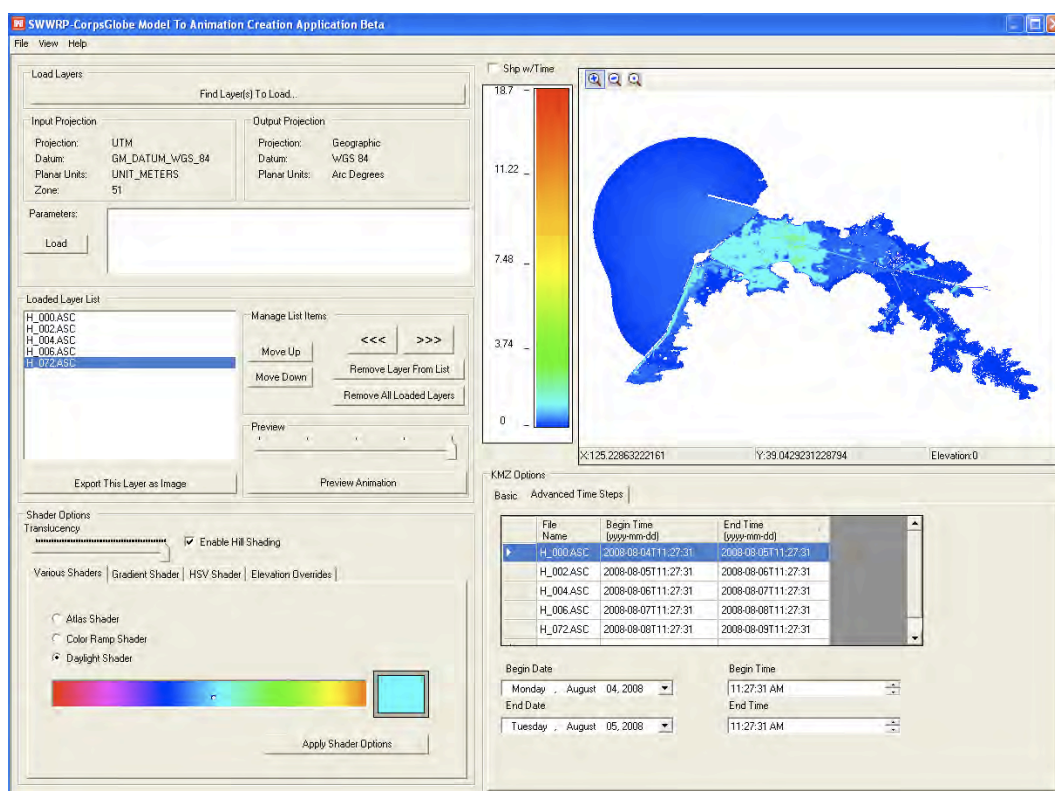 SWWRP-CorpsGlobe Model To Animation Creation Application Beta
File View Help
Load Layers
Find Layer(s) To Load...
Input Projection
Projection: UTM
Datum: GM_DATUM_WGS_84
Planar Units: UNIT_METERS
Zone: 51
Output Projection
Projection: Geographic
Datum: WGS 84
Planar Units: Arc Degrees
Parameters:
Load
Loaded Layer List
H_000.ASC
H_002.ASC
H_004.ASC
H_006.ASC
H_072.ASC
Export This Layer as Image
Manage List Items
Move Up
Move Down
<<< >>>
Remove Layer From List
Remove All Loaded Layers
Preview
Preview Animation
Shader Options
Translucency
Enable Hill Shading
Various Shaders Gradient Shader HSV Shader Elevation Overrides
Atlas Shader
Color Ramp Shader
Daylight Shader
Apply Shader Options
Shp w/Time
18.7
11.22
7.48
3.74
0
X:125.22863222161 Y:39.0429231228794 Elevation:0
KMZ Options
Basic Advanced Time Steps
File Name Begin Time (yyyy-mm-dd) End Time (yyyy-mm-dd)
H_000.ASC 2008-08-04T11:27:31 2008-08-05T11:27:31
H_002.ASC 2008-08-05T11:27:31 2008-08-06T11:27:31
H_004.ASC 2008-08-06T11:27:31 2008-08-07T11:27:31
H_006.ASC 2008-08-07T11:27:31 2008-08-08T11:27:31
H_072.ASC 2008-08-08T11:27:31 2008-08-09T11:27:31
Begin Date Begin Time
Monday , August 04, 2008 11:27:31 AM
End Date End Time
Tuesday , August 05, 2008 11:27:31 AM